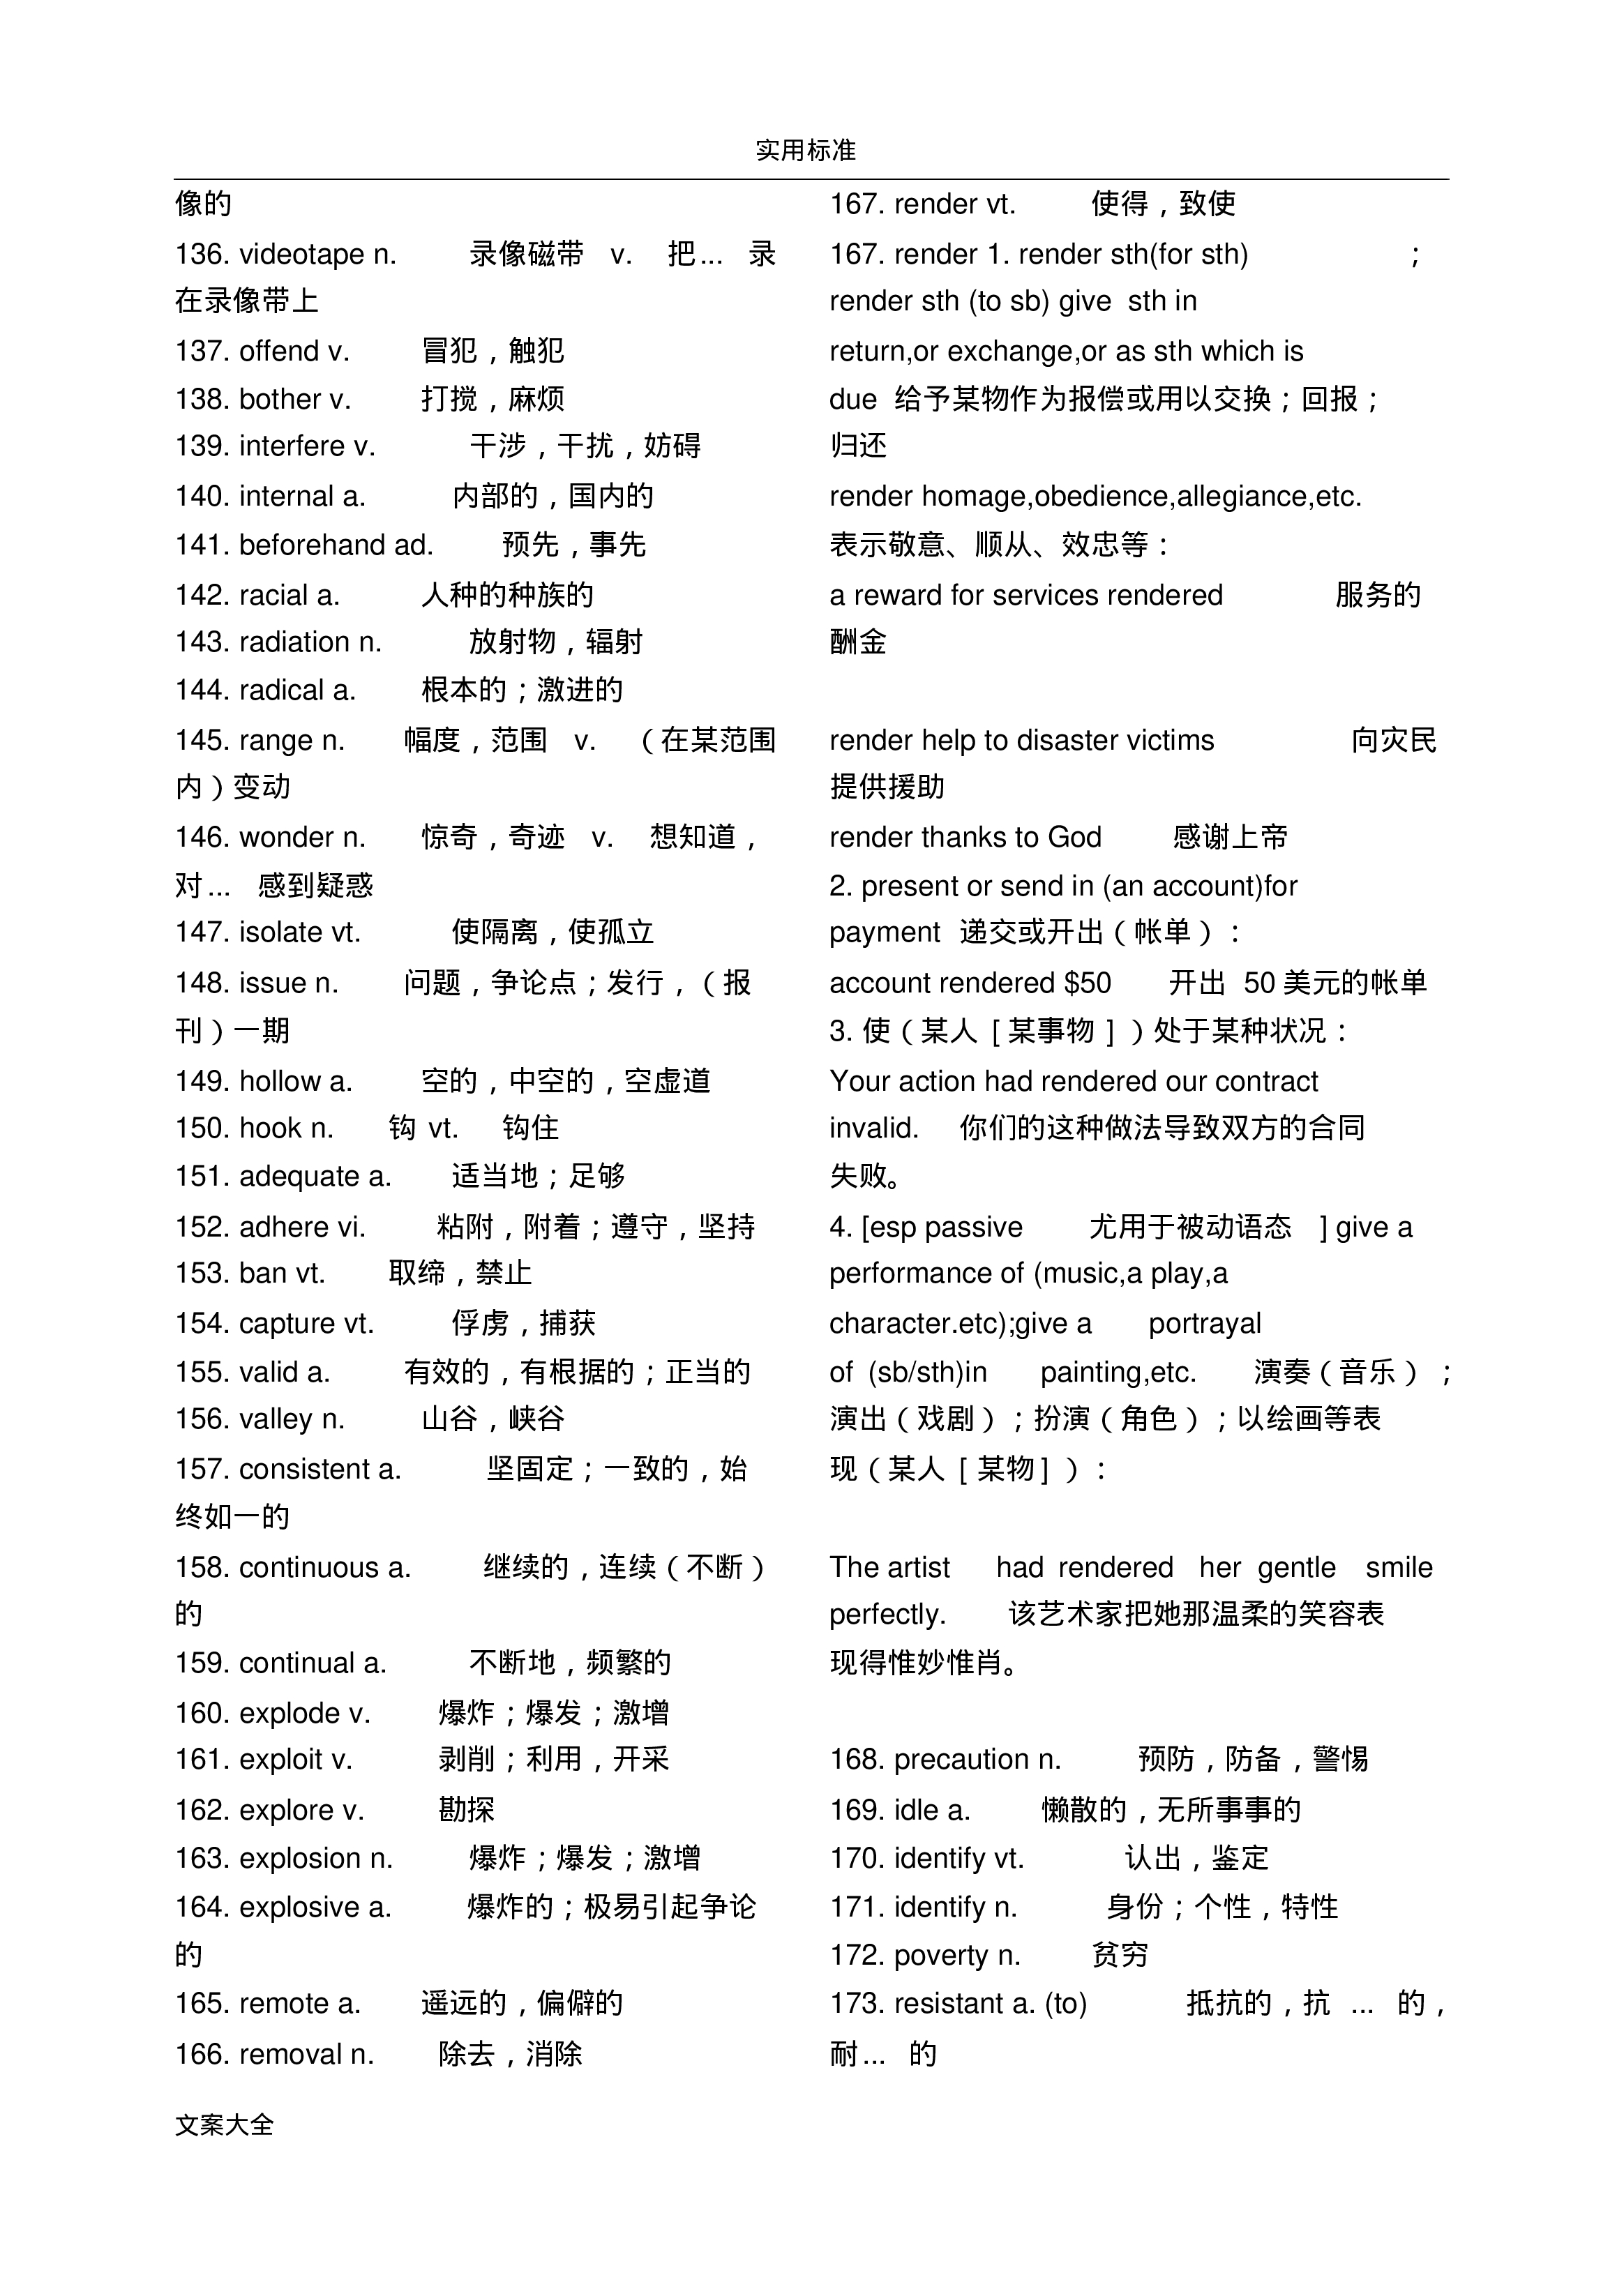 实用标准
像的
136. videotape n. 录像磁带 v. 把… 录
在录像带上
137. offend v. 冒犯，触犯
138. bother v. 打搅，麻烦
139. interfere v. 干涉，干扰，妨碍
140. internal a. 内部的，国内的
141. beforehand ad. 预先，事先
142. racial a. 人种的种族的
143. radiation n. 放射物，辐射
144. radical a. 根本的；激进的
145. range n. 幅度，范围 v. （在某范围
内）变动
146. wonder n. 惊奇，奇迹 v. 想知道，
对… 感到疑惑
147. isolate vt. 使隔离，使孤立
148. issue n. 问题，争论点；发行，（报
刊）一期
149. hollow a. 空的，中空的，空虚道
150. hook n. 钩 vt. 钩住
151. adequate a. 适当地；足够
152. adhere vi. 粘附，附着；遵守，坚持
153. ban vt. 取缔，禁止
154. capture vt. 俘虏，捕获
155. valid a. 有效的，有根据的；正当的
156. valley n. 山谷，峡谷
157. consistent a. 坚固定；一致的，始
终如一的
158. continuous a. 继续的，连续（不断）
的
159. continual a. 不断地，频繁的
160. explode v. 爆炸；爆发；激增
161. exploit v. 剥削；利用，开采
162. explore v. 勘探
163. explosion n. 爆炸；爆发；激增
164. explosive a. 爆炸的；极易引起争论
的
165. remote a. 遥远的，偏僻的
166. removal n. 除去，消除
167. render vt. 使得，致使
167. render 1. render sth(for sth) ；
render sth (to sb) give sth in
return,or exchange,or as sth which is
due 给予某物作为报偿或用以交换；回报；
归还
render homage,obedience,allegiance,etc.
表示敬意、顺从、效忠等：
a reward for services rendered 服务的
酬金
render help to disaster victims 向灾民
提供援助
render thanks to God 感谢上帝
2. present or send in (an account)for
payment 递交或开出（帐单）：
account rendered $50 开出 50 美元的帐单
3. 使（某人 [ 某事物 ] ）处于某种状况：
Your action had rendered our contract
invalid. 你们的这种做法导致双方的合同
失败。
4. [esp passive 尤用于被动语态 ] give a
performance of (music,a play,a
character.etc);give a portrayal
of (sb/sth)in painting,etc. 演奏（音乐）；
演出（戏剧）；扮演（角色）；以绘画等表
现（某人 [ 某物] ）：
The artist had rendered her gentle smile
perfectly. 该艺术家把她那温柔的笑容表
现得惟妙惟肖。
168. precaution n. 预防，防备，警惕
169. idle a. 懒散的，无所事事的
170. identify vt. 认出，鉴定
171. identify n. 身份；个性，特性
172. poverty n. 贫穷
173. resistant a. (to) 抵抗的，抗 … 的，
耐… 的
文案大全